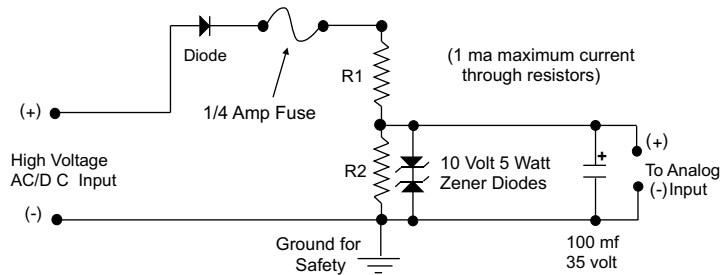 Diode
1/4 Amp Fuse
R1
(1 ma maximum current
through resistors)
(+)
High Voltage
AC/D C Input
(-)
R2
10 Volt 5 Watt
Zener Diodes
+
(+)
To Analog
(-) Input
Ground for
Safety
100 mf
35 volt